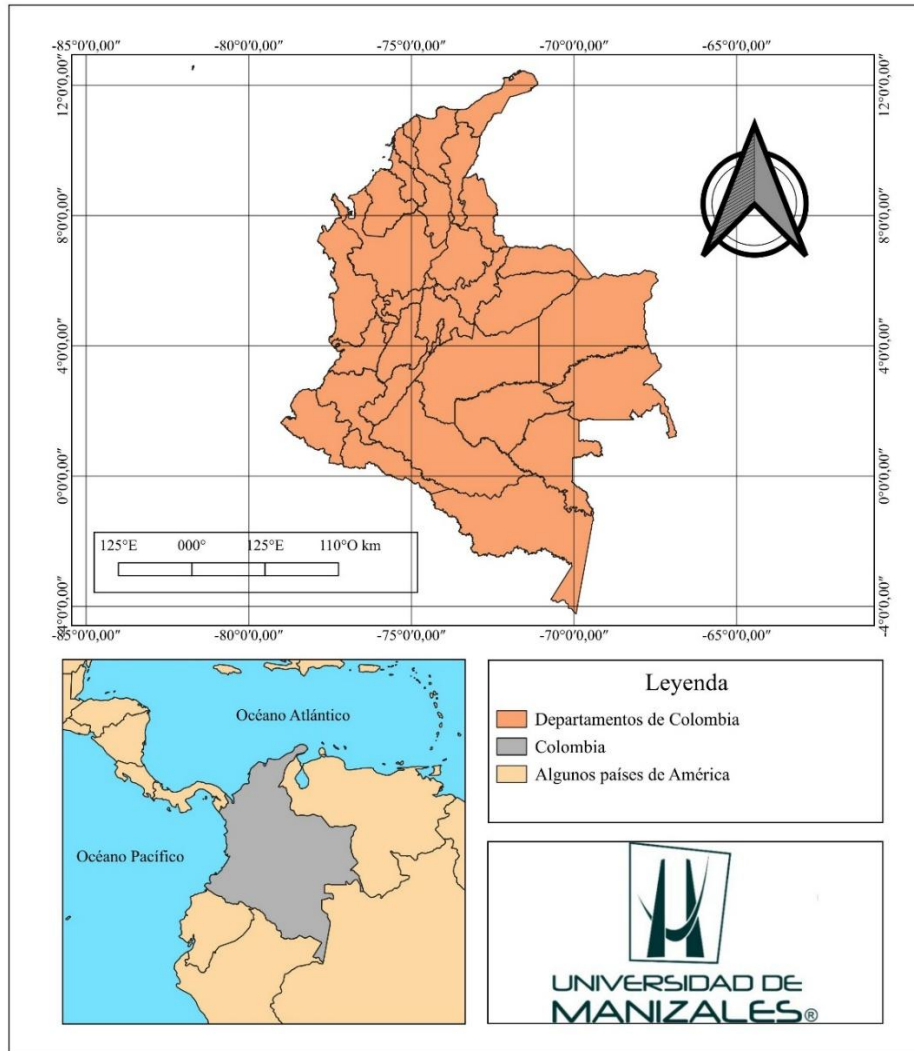 -85°0'0,00" -80°0'0,00" -75°0'0,00" -70°0'0,00" -65°0'0,00"
12°0'0,00" 12°0'0,00"
8°0'0,00" 8°0'0,00"
4°0'0,00" 4°0'0,00"
0°0'0,00" 0°0'0,00"
125°E 000° 125°E 110°O km
-4°0'0,00" -4°0'0,00"
-85°0'0,00" -80°0'0,00" -75°0'0,00" -70°0'0,00" -65°0'0,00"
Océano Atlántico
Océano Pacífico
Leyenda
Departamentos de Colombia
Colombia
Algunos países de América
UNIVERSIDAD DE
MANIZALES®